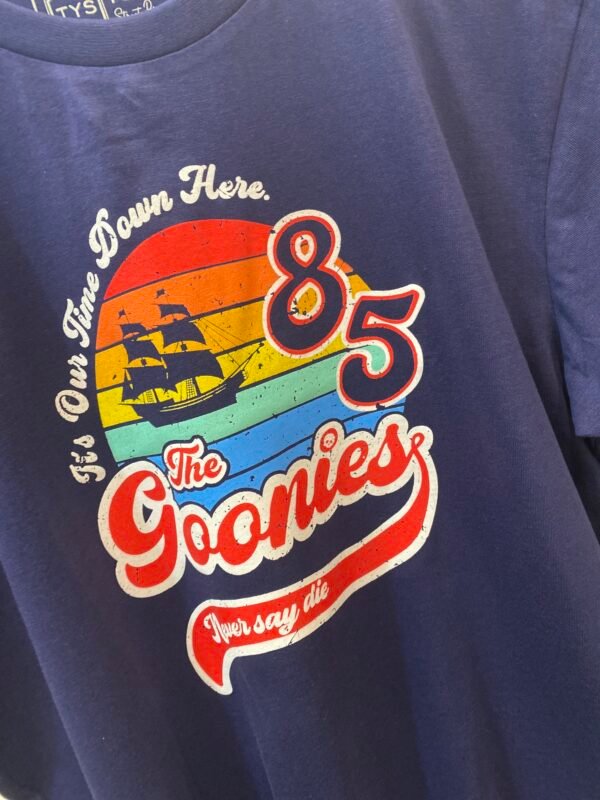 TYS
It's Our Time Down Here.
85
The
Goonies
Never say die